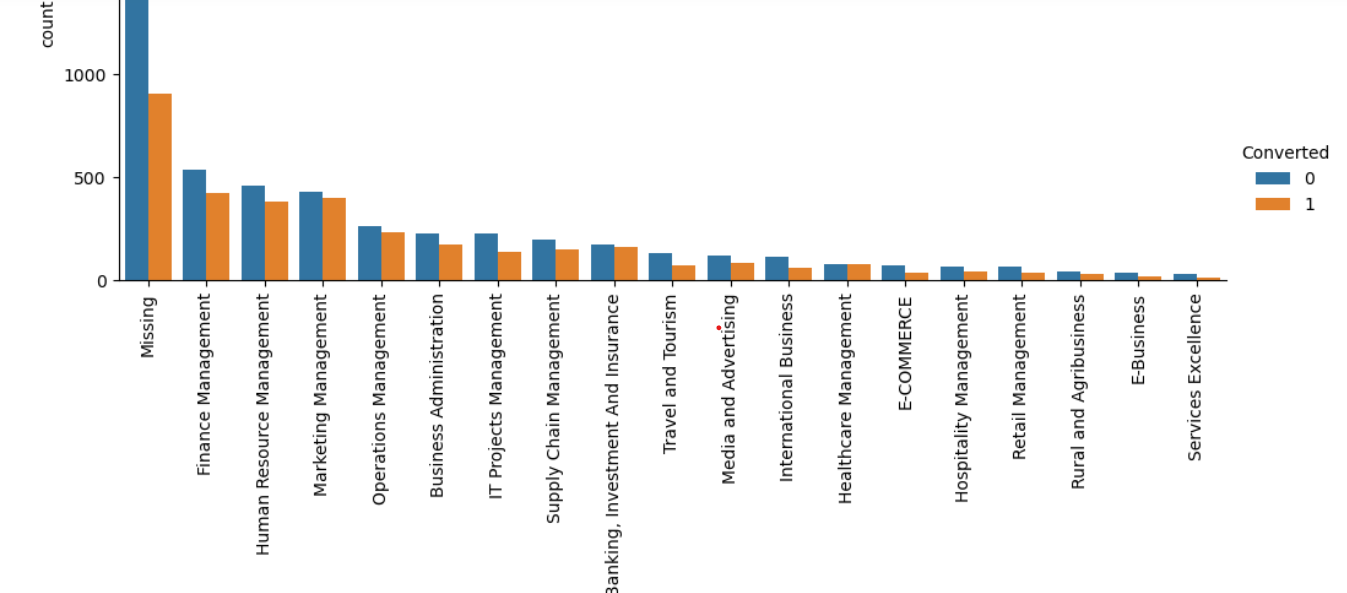 count
1000
500
0
Missing
Finance Management
Human Resource Management
Marketing Management
Operations Management
Business Administration
IT Projects Management
Supply Chain Management
Banking, Investment And Insurance
Travel and Tourism
Media and Advertising
International Business
Healthcare Management
E-COMMERCE
Hospitality Management
Retail Management
Rural and Agribusiness
E-Business
Services Excellence
Converted
0
1